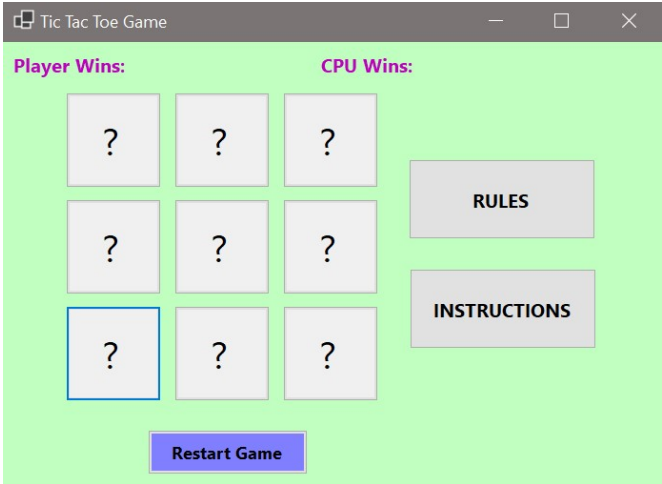 Tic Tac Toe Game
Player Wins: CPU Wins:
? ? ?
RULES
? ? ?
INSTRUCTIONS
? ? ?
Restart Game